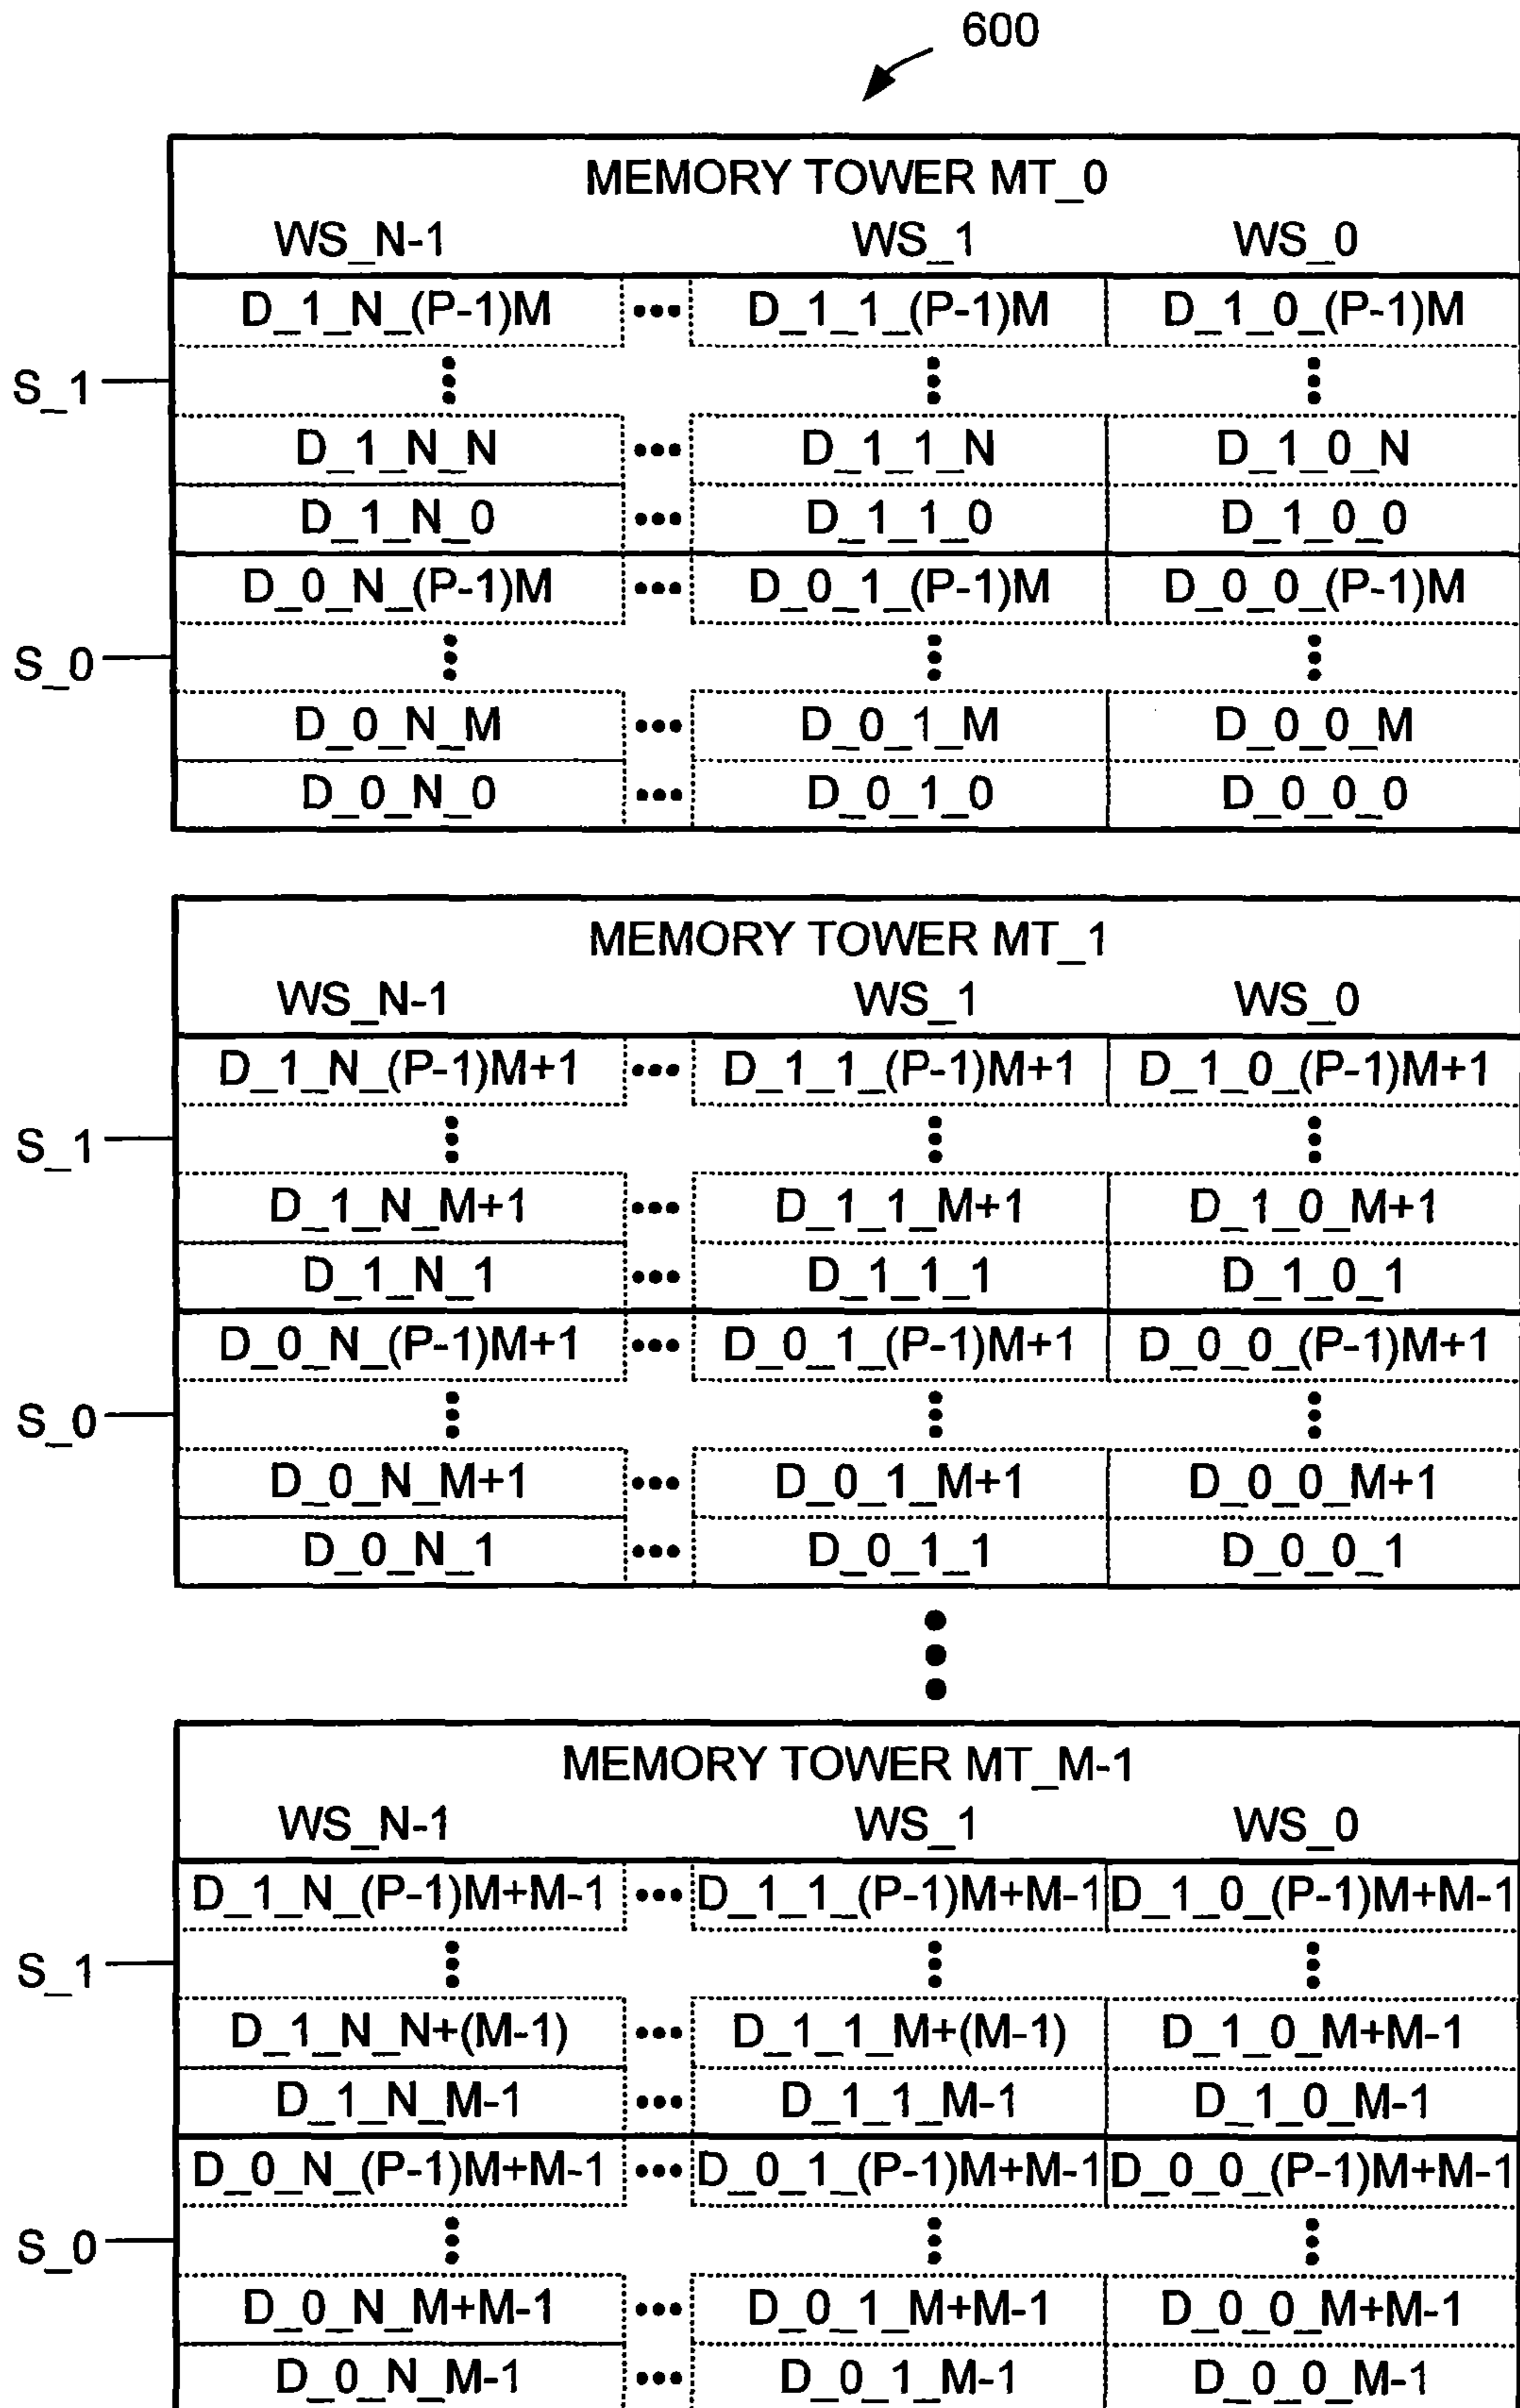 600
MEMORY TOWER MT_0
WS_N-1 WS_1 WS_0
D_1_N_(P-1)M ••• D_1_1_(P-1)M D_1_0_(P-1)M
S_1
D_1_N_N ••• D_1_1_N D_1_0_N
D_1_N_0 ••• D_1_1_0 D_1_0_0
D_0_N_(P-1)M ••• D_0_1_(P-1)M D_0_0_(P-1)M
S_0
D_0_N_M ••• D_0_1_M D_0_0_M
D_0_N_0 ••• D_0_1_0 D_0_0_0
MEMORY TOWER MT_1
WS_N-1 WS_1 WS_0
D_1_N_(P-1)M+1 ••• D_1_1_(P-1)M+1 D_1_0_(P-1)M+1
S_1
D_1_N_M+1 ••• D_1_1_M+1 D_1_0_M+1
D_1_N_1 ••• D_1_1_1 D_1_0_1
D_0_N_(P-1)M+1 ••• D_0_1_(P-1)M+1 D_0_0_(P-1)M+1
S_0
D_0_N_M+1 ••• D_0_1_M+1 D_0_0_M+1
D_0_N_1 ••• D_0_1_1 D_0_0_1
MEMORY TOWER MT_M-1
WS_N-1 WS_1 WS_0
D_1_N_(P-1)M+M-1 ••• D_1_1_(P-1)M+M-1 D_1_0_(P-1)M+M-1
S_1
D_1_N_N+(M-1) ••• D_1_1_M+(M-1) D_1_0_M+M-1
D_1_N_M-1 ••• D_1_1_M-1 D_1_0_M-1
D_0_N_(P-1)M+M-1 ••• D_0_1_(P-1)M+M-1 D_0_0_(P-1)M+M-1
S_0
D_0_N_M+M-1 ••• D_0_1_M+M-1 D_0_0_M+M-1
D_0_N_M-1 ••• D_0_1_M-1 D_0_0_M-1